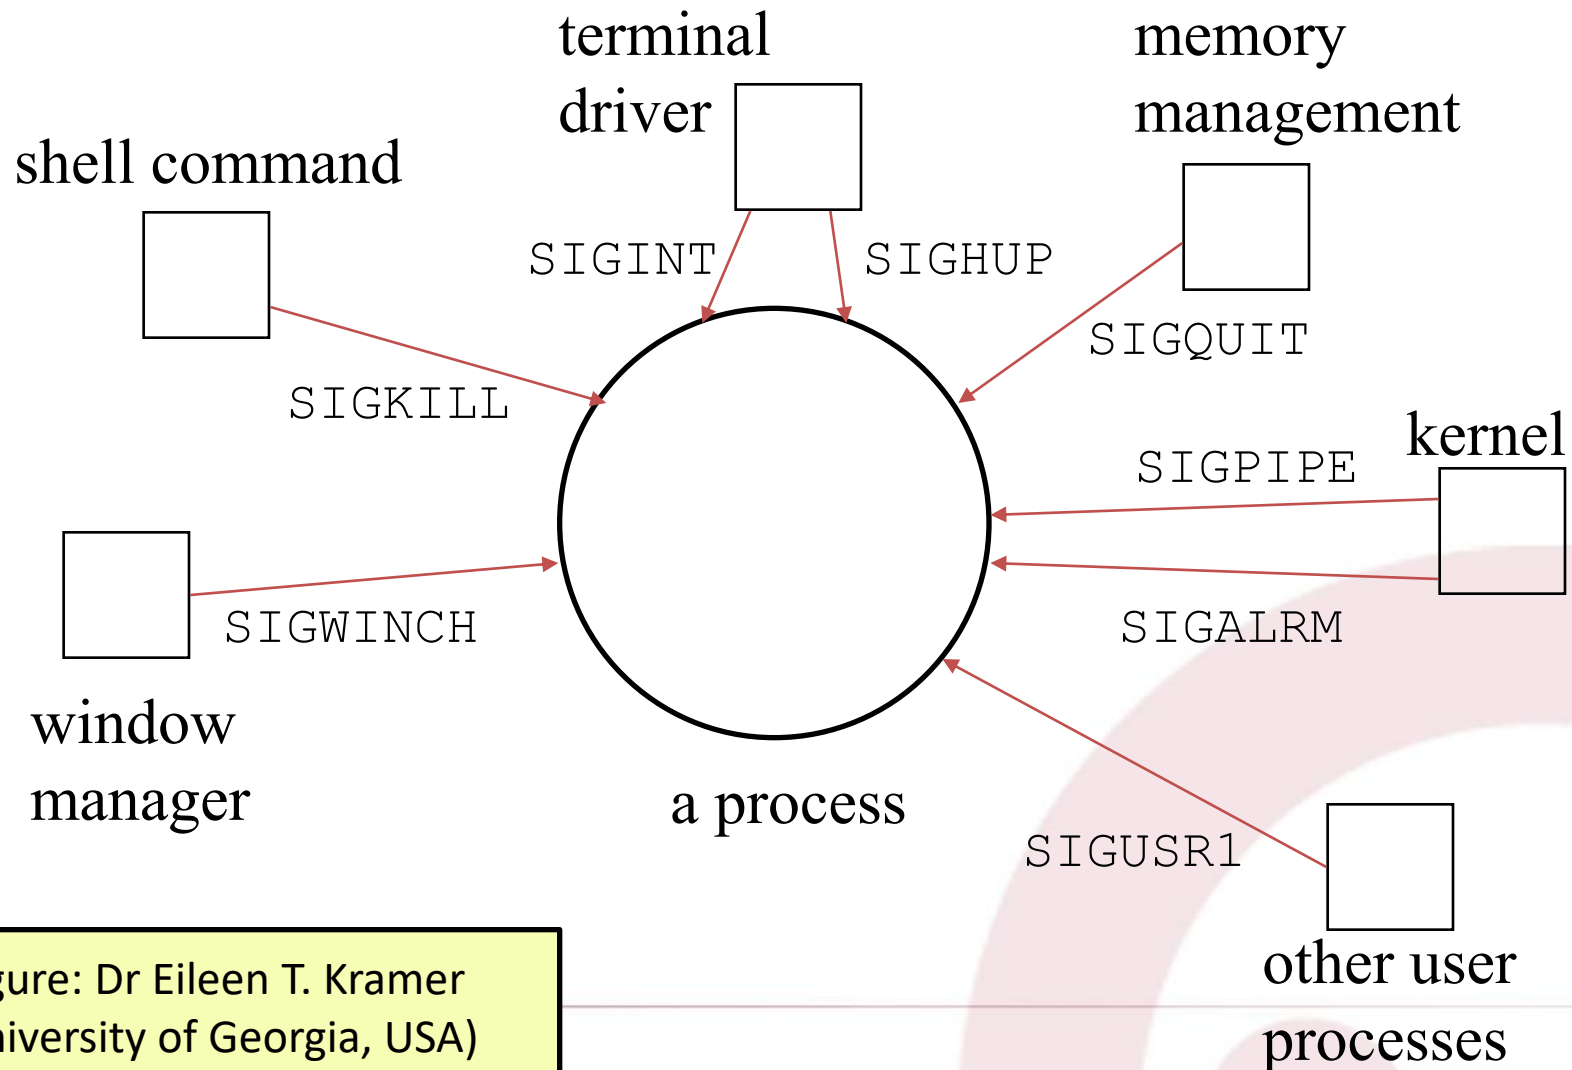 terminal
driver
memory
management
shell command
SIGINT
SIGHUP
SIGQUIT
SIGKILL
kernel
SIGPIPE
SIGWINCH
SIGALRM
window
manager
a process
SIGUSR1
other user
processes
gure: Dr Eileen T. Kramer
niversity of Georgia, USA)